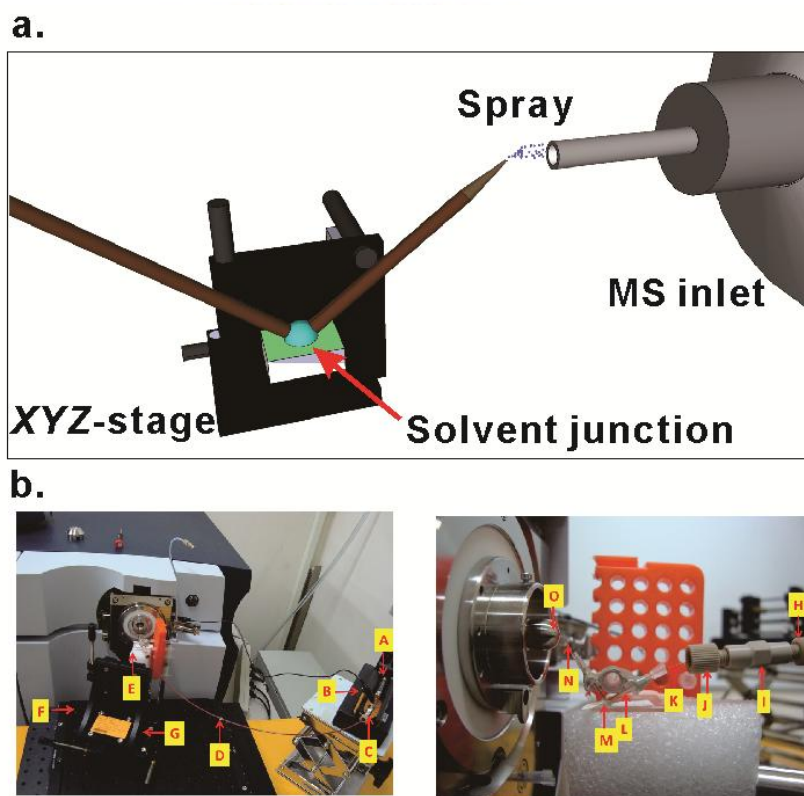 a.
Spray
MS inlet
XYZ-stage
Solvent junction
b.
A
B
C
D
E
F
G
H
I
J
K
L
M
N
O